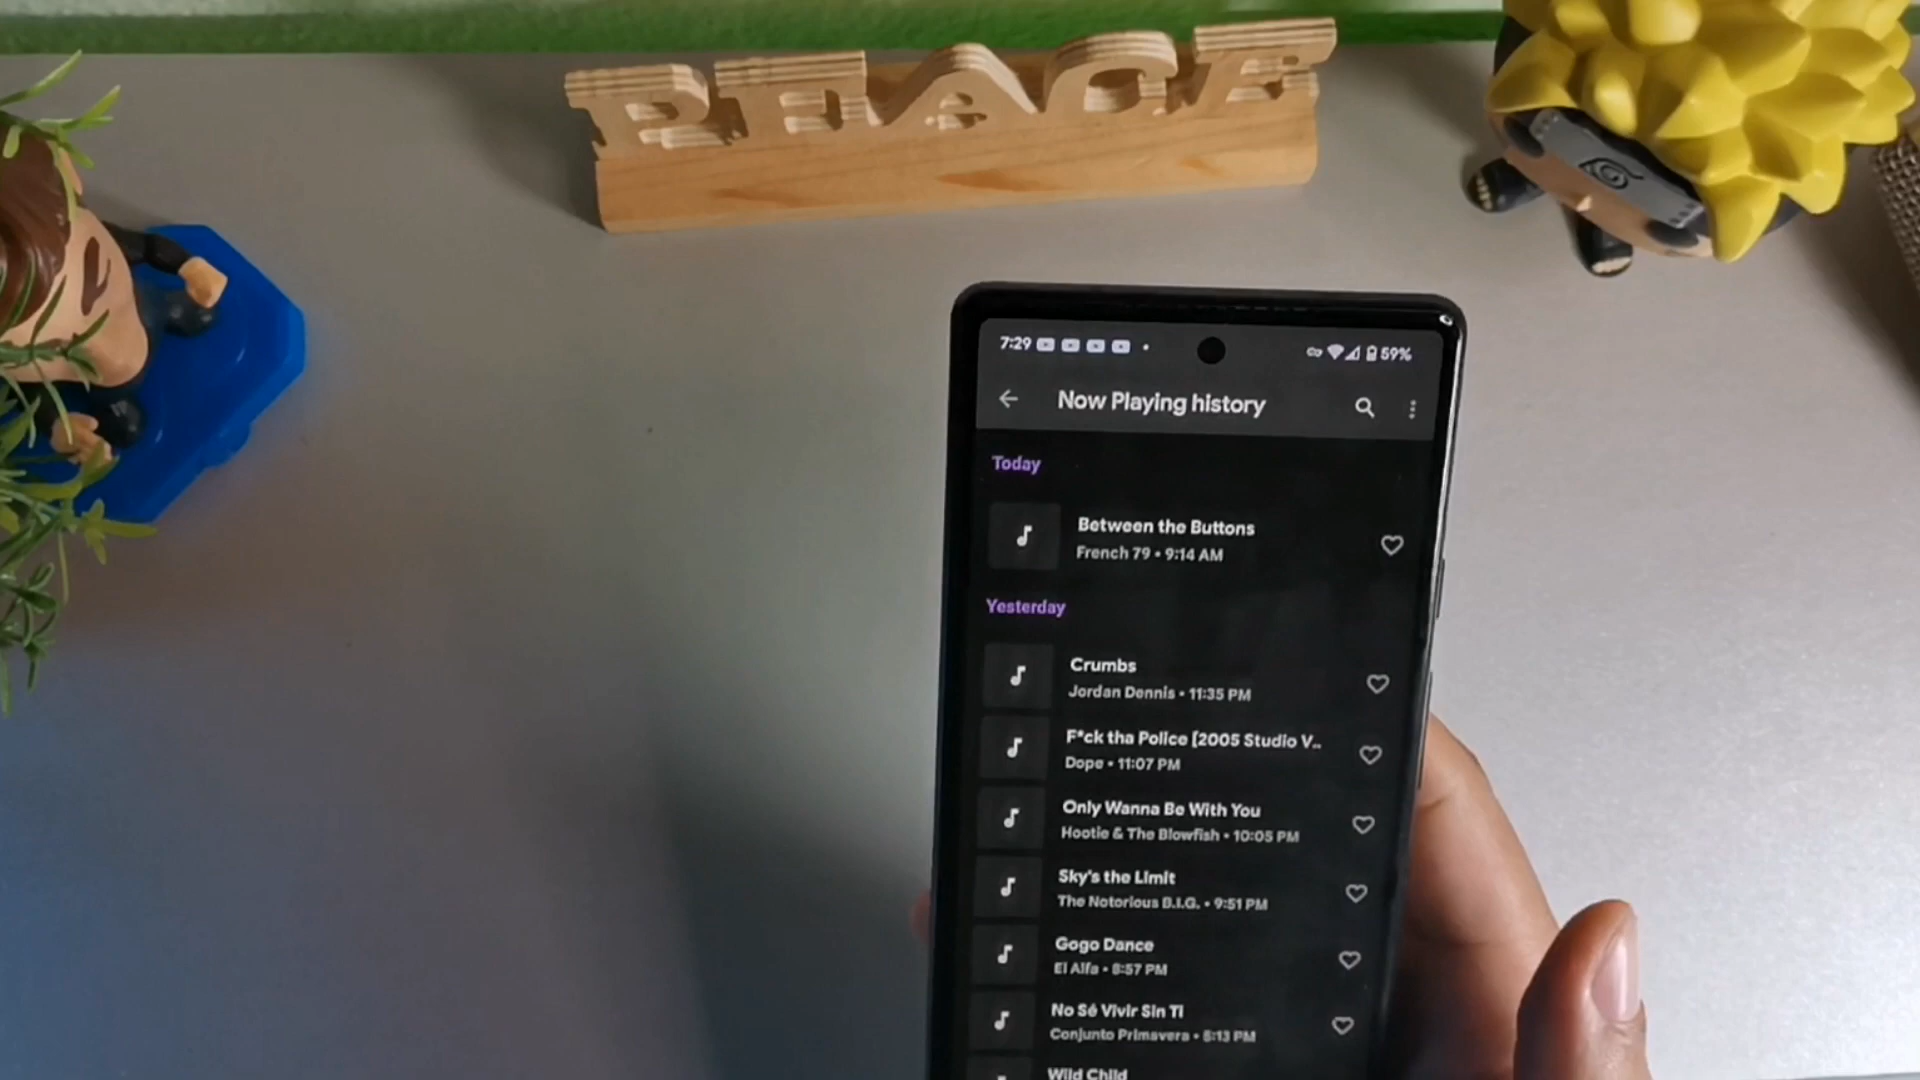 PEACE
7:29
59%
Now Playing history
Today
Between the Buttons
French 79 • 9:14 AM
Yesterday
Crumbs
Jordan Dennis • 11:35 PM
F*ck tha Police [2005 Studio V..
Dope • 11:07 PM
Only Wanna Be With You
Hootie & The Blowfish • 10:05 PM
Sky's the Limit
The Notorious B.I.G. • 9:51 PM
Gogo Dance
El Alfa • 8:57 PM
No Sé Vivir Sin Ti
Conjunto Primavera • 8:13 PM
Wild Child